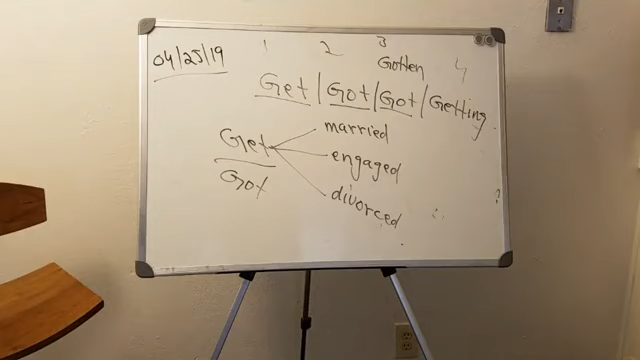 04/25/19
1 2 3 4
Gotten
Get / Got / Got / Getting
Get married
Got engaged
divorced
?